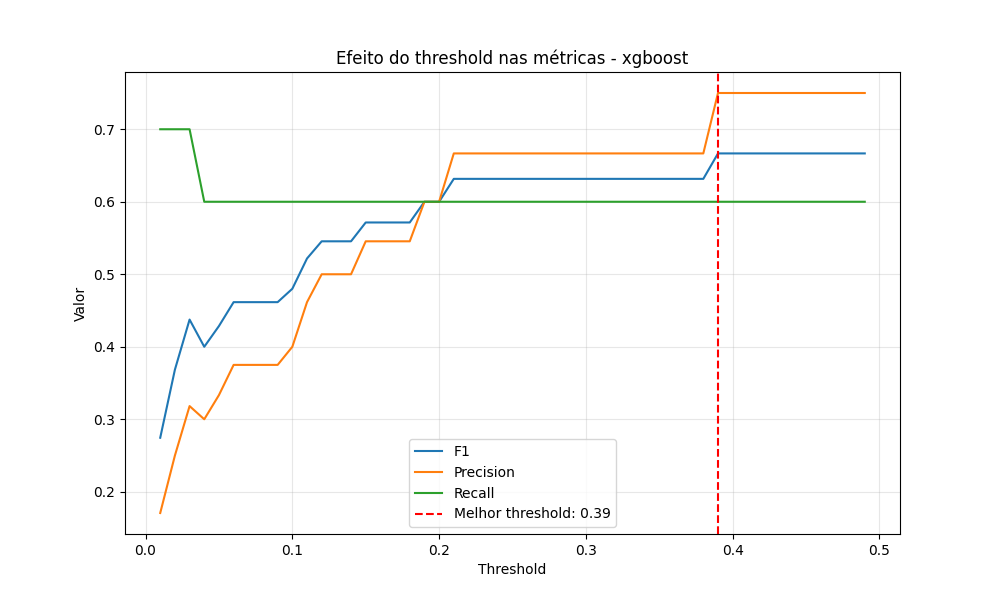 Efeito do threshold nas métricas - xgboost
Valor
0.7
0.6
0.5
0.4
0.3
0.2
F1
Precision
Recall
Melhor threshold: 0.39
0.0 0.1 0.2 0.3 0.4 0.5
Threshold